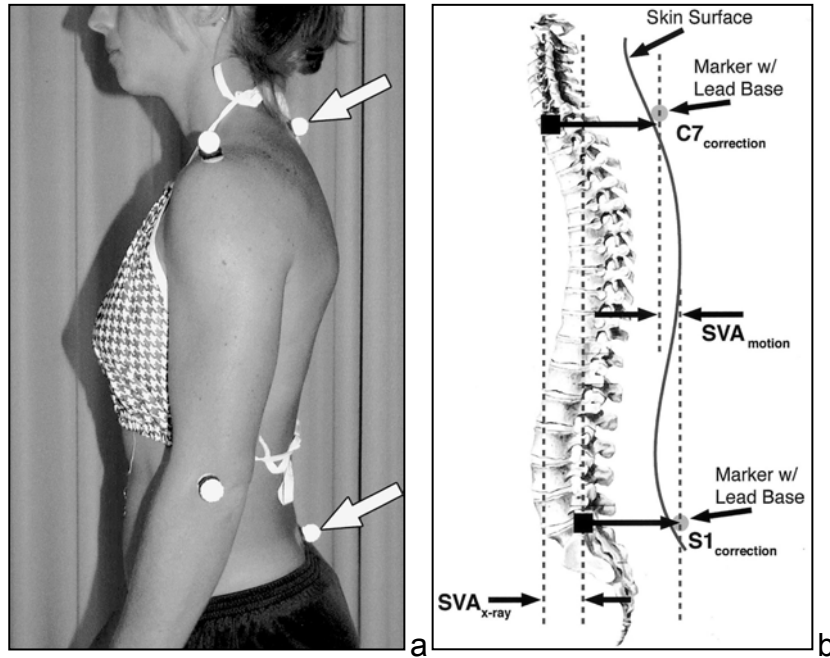 Skin Surface
Marker w/
Lead Base
C7correction
SVAmotion
Marker w/
Lead Base
S1correction
SVAx-ray
a
b